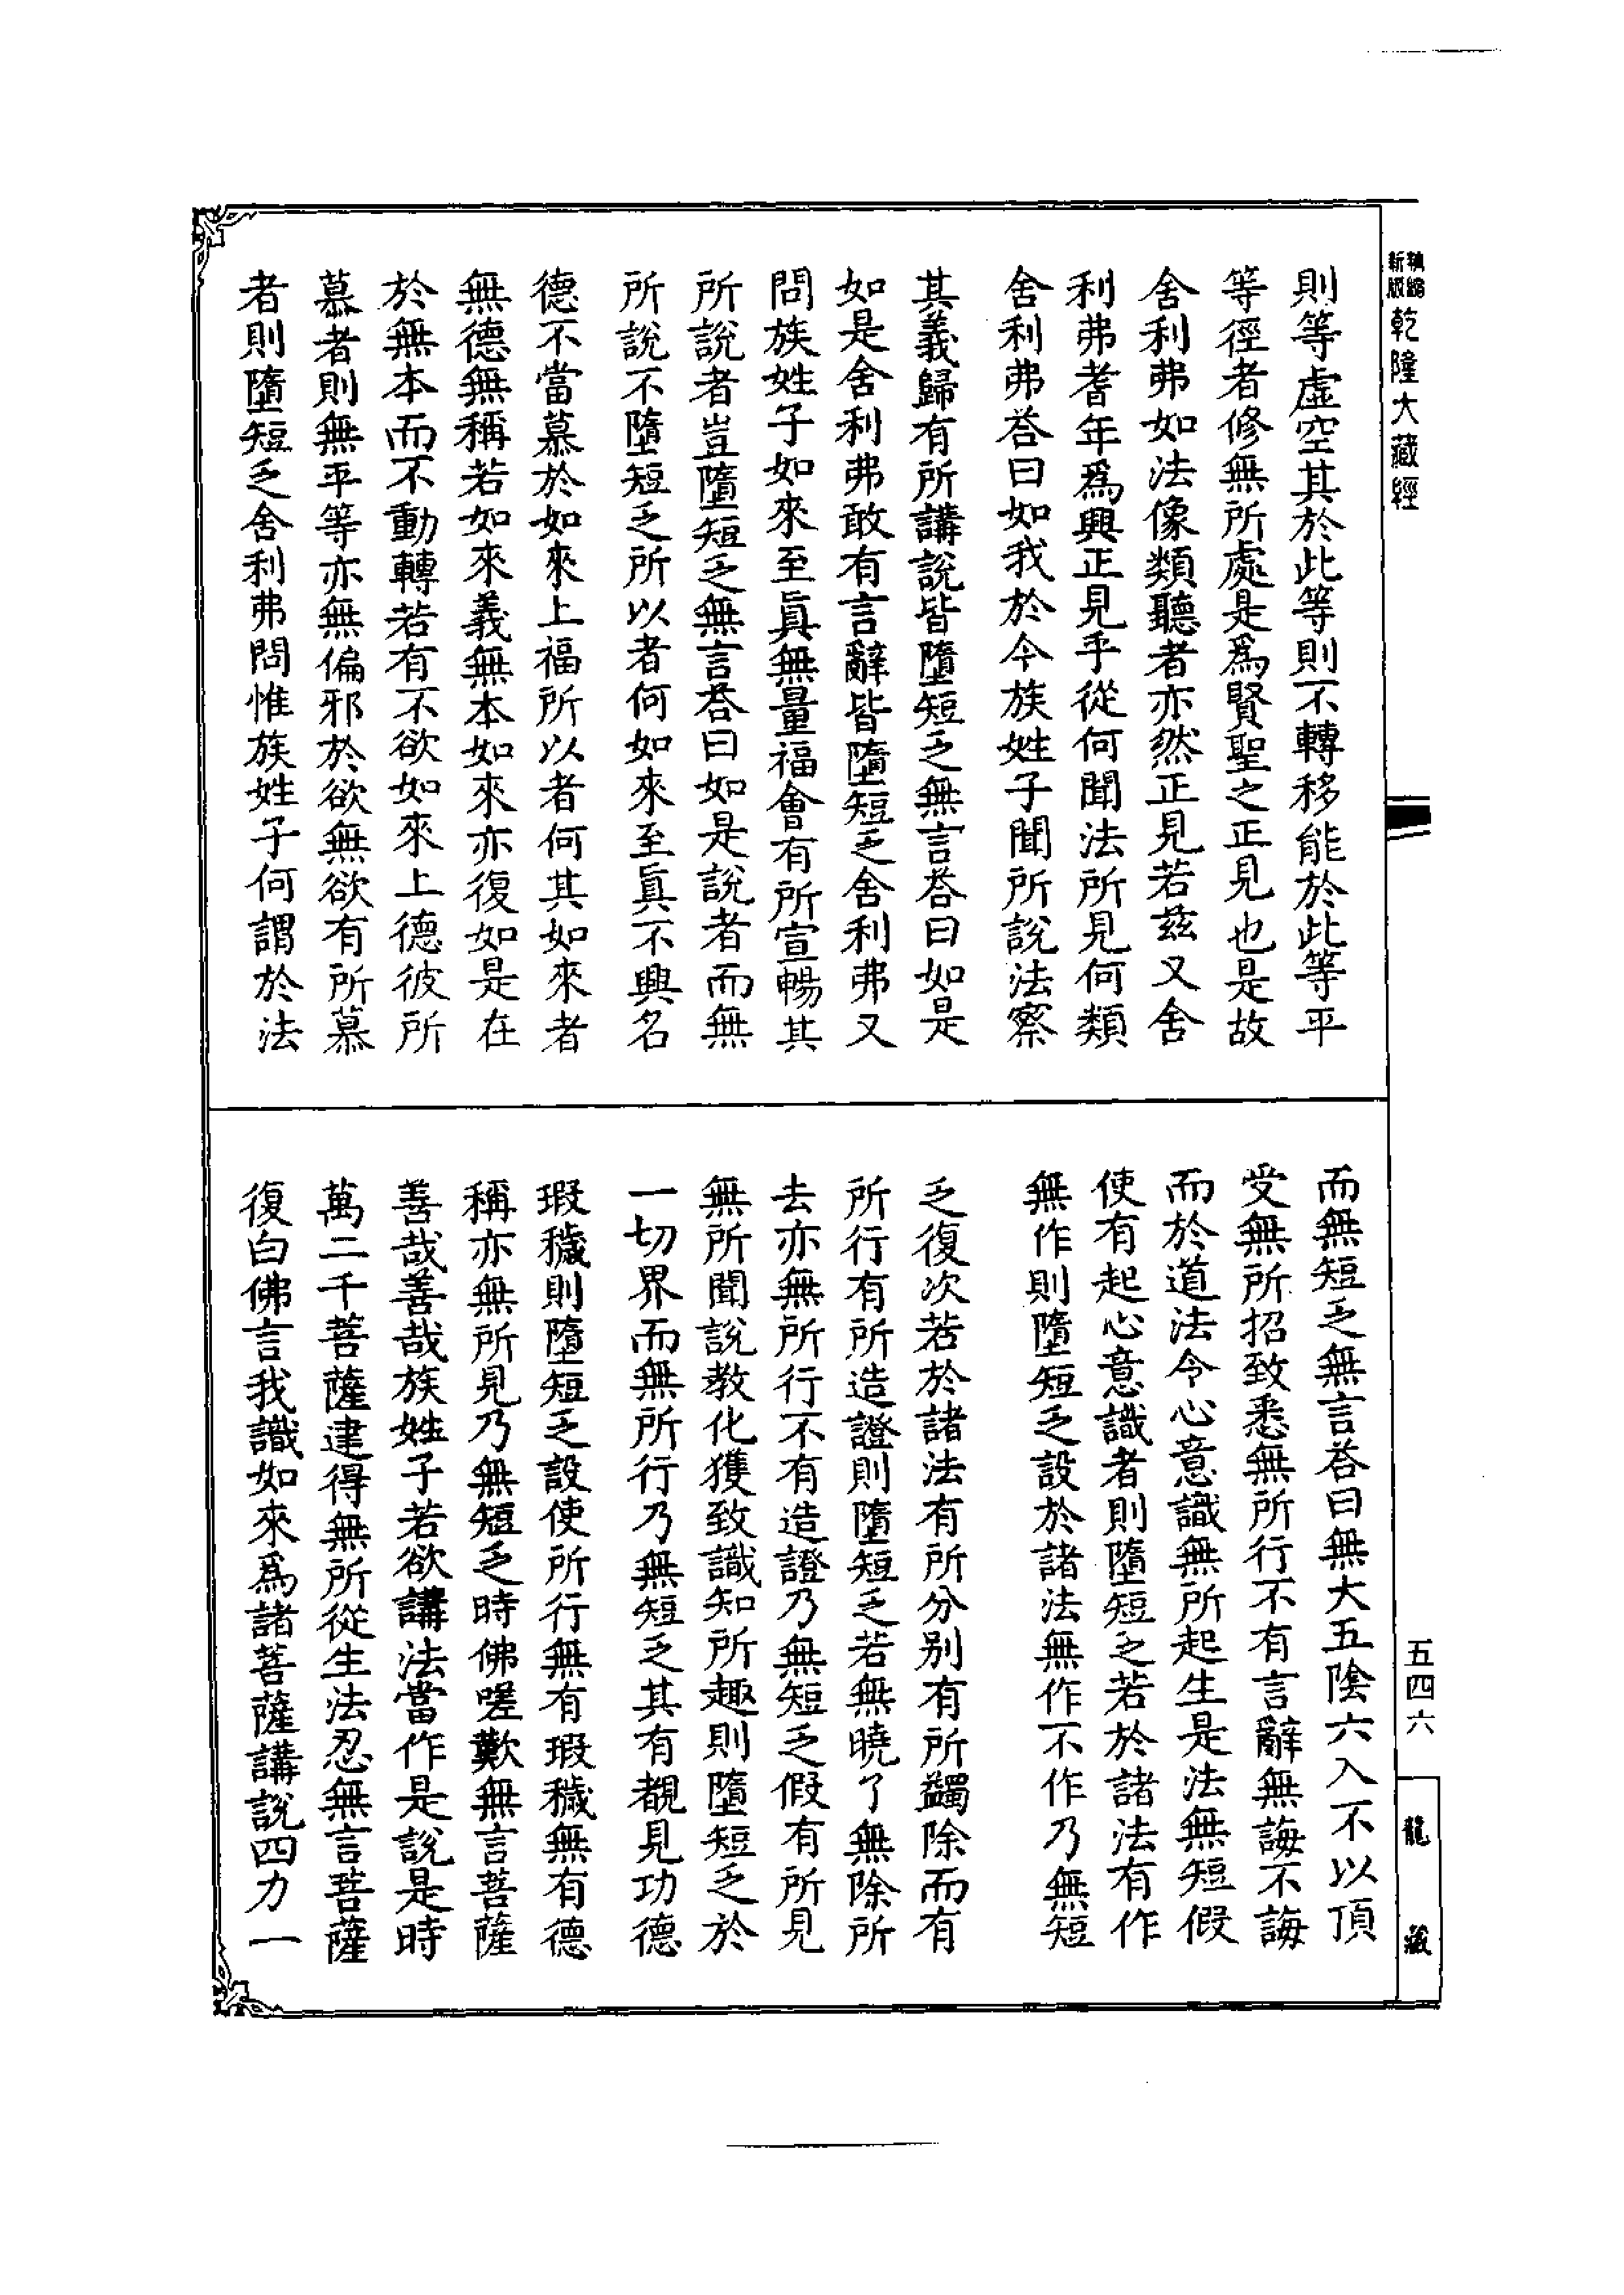 新版
縮
乾隆大藏經
則等虛空其於此等則不轉移能於此等平
等徑者修無所處是爲賢聖之正見也是故
舍利弗如法像類聽者亦然正見若茲又舍
利弗耆年爲興正見乎從何聞法所見何類
舍利弗荅曰如我於今族姓子聞所說法察
其義歸有所講說皆墮短乏無言荅曰如是
如是舍利弗敢有言辭皆墮短乏舍利弗又
問族姓子如來至眞無量福會有所宣暢其
所說者豈墮短乏無言荅曰如是說者而無
所說不墮短乏所以者何如來至眞不興名
德不當慕於如來上福所以者何其如來者
無德無稱若如來義無本如來亦復如是在
於無本而不動轉若有不欲如來上德彼所
慕者則無平等亦無偏邪於欲無欲有所慕
者則墮短乏舍利弗問惟族姓子何謂於法
而無短乏無言荅曰無大五陰六入不以頂
受無所招致悉無所行不有言辭無誨不誨
而於道法令心意識無所起生是法無短假
使有起心意識者則墮短乏若於諸法有作
無作則墮短乏設於諸法無作不作乃無短
乏復次若於諸法有所分别有所蠲除而有
所行有所造證則墮短乏若無曉了無除所
去亦無所行不有造證乃無短乏假有所見
無所聞說教化獲致識知所趣則墮短乏於
一切界而無所行乃無短乏其有覩見功德
瑕穢則墮短乏設使所行無有瑕穢無有德
稱亦無所見乃無短乏時佛嗟歎無言菩薩
善哉善哉族姓子若欲講法當作是說是時
萬二千菩薩逮得無所從生法忍無言菩薩
復白佛言我識如來爲諸菩薩講說四力一
五四六
龍藏